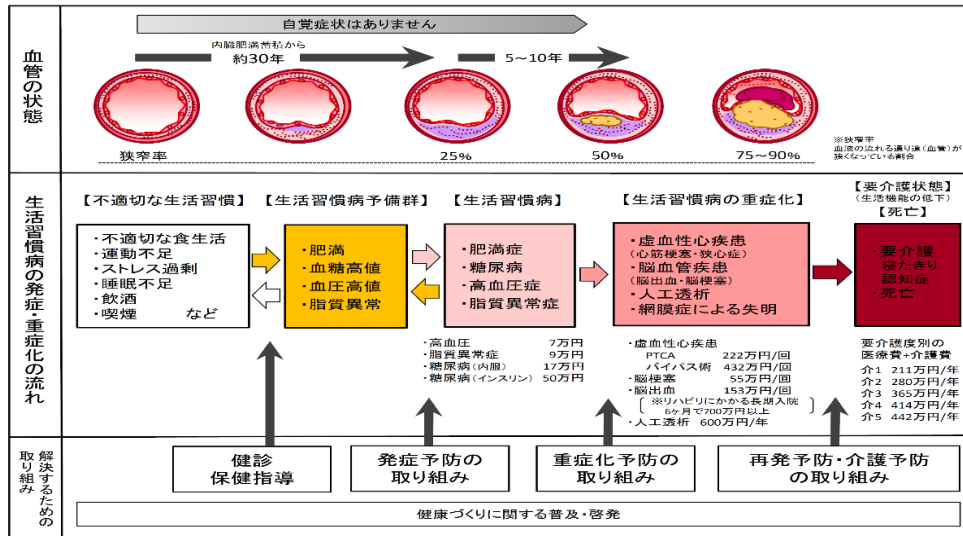 血管の状態
自覚症状はありません
内臓肥満蓄積から
約30年
5~10年
狭窄率
25%
50%
75~90%
※狭窄率
血液の流れる通り道(血管)が
狭くなっている割合
生活習慣病の発症・重症化の流れ
【不適切な生活習慣】
・不適切な食生活
・運動不足
・ストレス過剰
・睡眠不足
・飲酒
・喫煙 など
【生活習慣病予備群】
・肥満
・血糖高値
・血圧高値
・脂質異常
【生活習慣病】
・肥満症
・糖尿病
・高血圧症
・脂質異常症
・高血圧 7万円
・脂質異常症 9万円
・糖尿病(内服) 17万円
・糖尿病(インスリン) 50万円
【生活習慣病の重症化】
・虚血性心疾患
(心筋梗塞・狭心症)
・脳血管疾患
(脳出血・脳梗塞)
・人工透析
・網膜症による失明
・虚血性心疾患
PTCA 222万円/回
バイパス術 432万円/回
・脳梗塞 55万円/回
・脳出血 153万円/回
※リハビリにかかる長期入院
6ヶ月で700万円以上
・人工透析 600万円/年
【要介護状態】
(生活機能の低下)
【死亡】
・要介護
寝たきり
認知症
・死亡
要介護度別の
医療費+介護費
介1 211万円/年
介2 280万円/年
介3 365万円/年
介4 414万円/年
介5 442万円/年
解決するための
取り組み
健診
保健指導
発症予防の
取り組み
重症化予防の
取り組み
再発予防・介護予防
の取り組み
健康づくりに関する普及・啓発